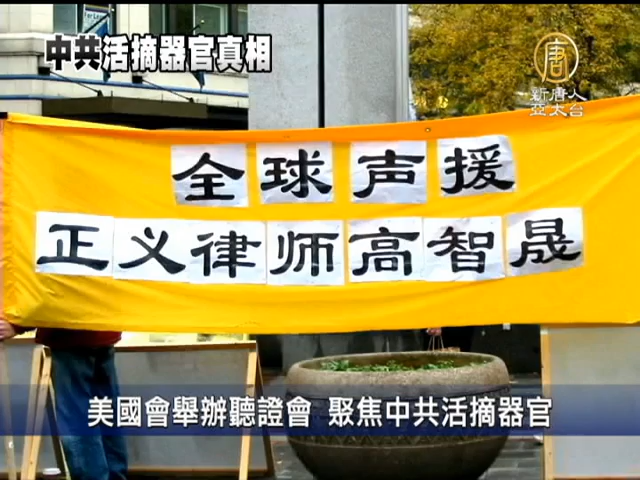 中共活摘器官真相
唐
新唐人
亞太台
全球声援
正义律师高智晟
美國會舉辦聽證會 聚焦中共活摘器官